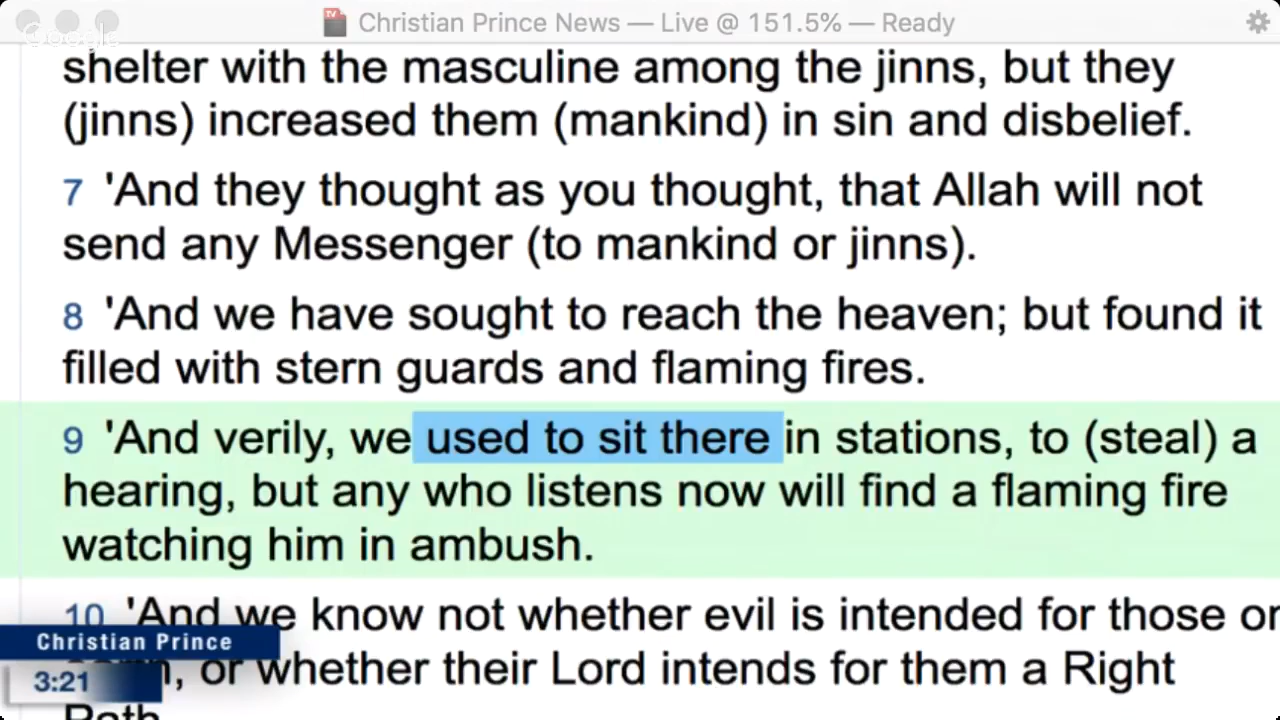 Christian Prince News — Live @ 151.5% — Ready
Google
shelter with the masculine among the jinns, but they
(jinns) increased them (mankind) in sin and disbelief.
7 'And they thought as you thought, that Allah will not
send any Messenger (to mankind or jinns).
8 'And we have sought to reach the heaven; but found it
filled with stern guards and flaming fires.
9 'And verily, we used to sit there in stations, to (steal) a
hearing, but any who listens now will find a flaming fire
watching him in ambush.
10 'And we know not whether evil is intended for those
or whether their Lord intends for them a Right
Christian Prince
3:21